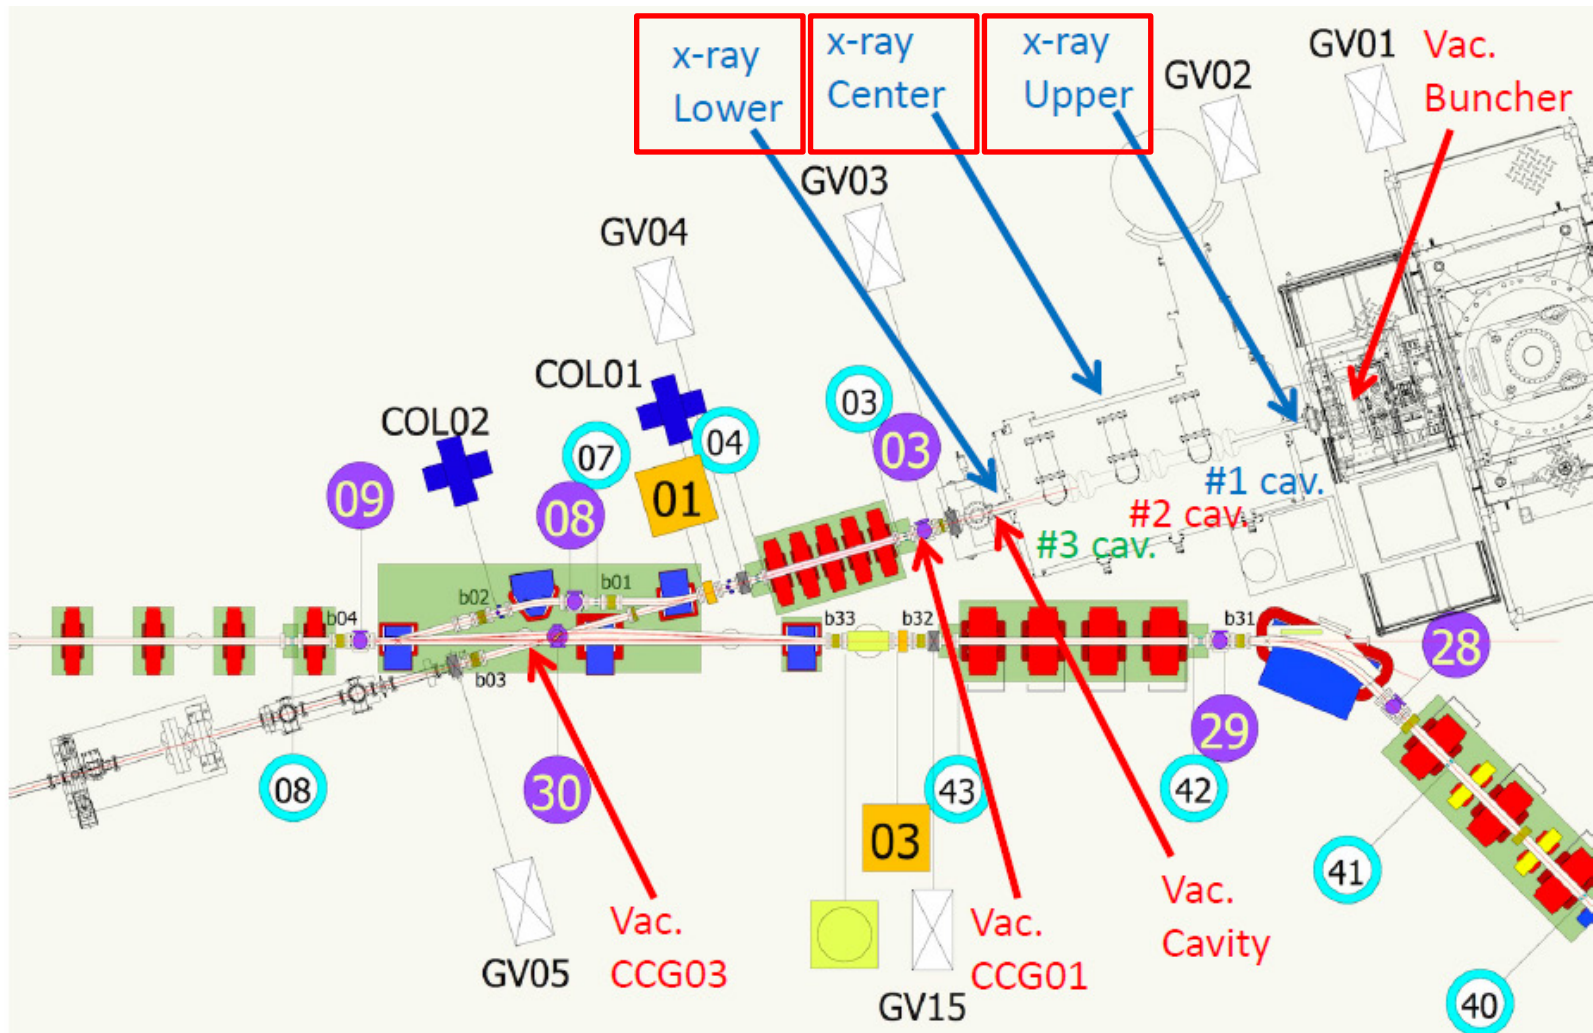 x-ray
Lower
x-ray
Center
x-ray
Upper
GV01
Vac.
Buncher
GV02
GV03
GV04
COL01
COL02
03
03
04
07
01
08
09
#1 cav.
#2 cav.
#3 cav.
b01
b02
b04
b33
b32
b31
b03
28
29
30
08
43
42
41
40
03
Vac.
CCG03
GV05
GV15
Vac.
CCG01
Vac.
Cavity